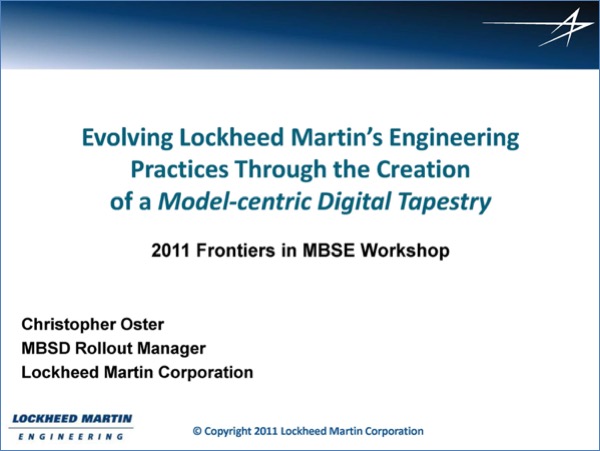 Evolving Lockheed Martin's Engineering
Practices Through the Creation
of a Model-centric Digital Tapestry
2011 Frontiers in MBSE Workshop
Christopher Oster
MBSD Rollout Manager
Lockheed Martin Corporation
LOCKHEED MARTIN
ENGINEERING
© Copyright 2011 Lockheed Martin Corporation